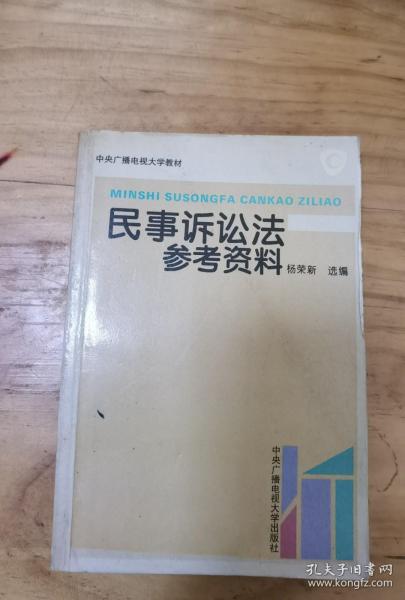 中央广播电视大学教材
MINSHI SUSONGFA CANKAO ZILIAO
民事诉讼法
参考资料
杨荣新 选编
中央广播电视大学出版社
孔夫子旧书网
www.kongfz.com